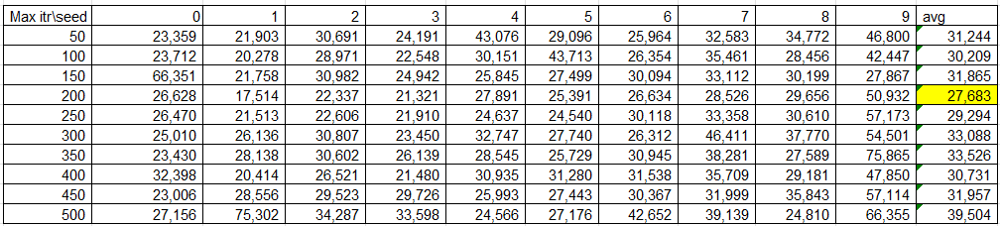 Max itr\seed 0 1 2 3 4 5 6 7 8 9 avg
50 23,359 21,903 30,691 24,191 43,076 29,096 25,964 32,583 34,772 46,800 31,244
100 23,712 20,278 28,971 22,548 30,151 43,713 26,354 35,461 28,456 42,447 30,209
150 66,351 21,758 30,982 24,942 25,845 27,499 30,094 33,112 30,199 27,867 31,865
200 26,628 17,514 22,337 21,321 27,891 25,391 26,634 28,526 29,656 50,932 27,683
250 26,470 21,513 22,606 21,910 24,637 24,540 30,118 33,358 30,610 57,173 29,294
300 25,010 26,136 30,807 23,450 32,747 27,740 26,312 46,411 37,770 54,501 33,088
350 23,430 28,138 30,602 26,139 28,545 25,729 30,945 38,281 27,589 75,865 33,526
400 32,398 20,414 26,521 21,480 30,935 31,280 31,538 35,709 29,181 47,850 30,731
450 23,006 28,556 29,523 29,726 25,993 27,443 30,367 31,999 35,843 57,114 31,957
500 27,156 75,302 34,287 33,598 24,566 27,176 42,652 39,139 24,810 66,355 39,504